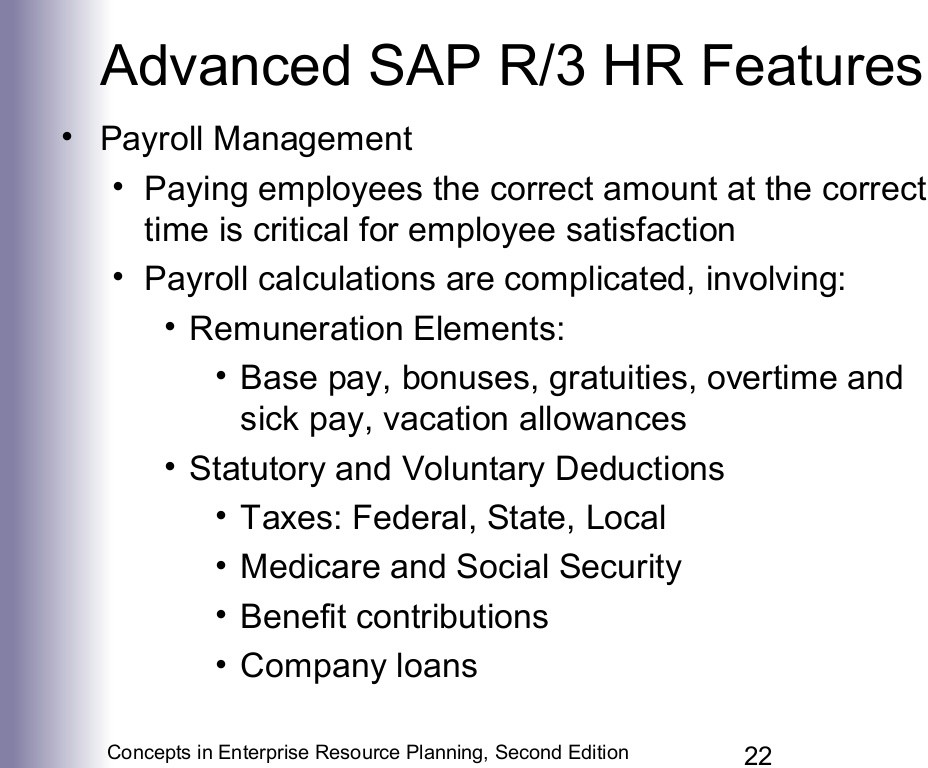 Advanced SAP R/3 HR Features
• Payroll Management
• Paying employees the correct amount at the correct
time is critical for employee satisfaction
• Payroll calculations are complicated, involving:
• Remuneration Elements:
• Base pay, bonuses, gratuities, overtime and
sick pay, vacation allowances
• Statutory and Voluntary Deductions
• Taxes: Federal, State, Local
• Medicare and Social Security
• Benefit contributions
• Company loans
Concepts in Enterprise Resource Planning, Second Edition
22